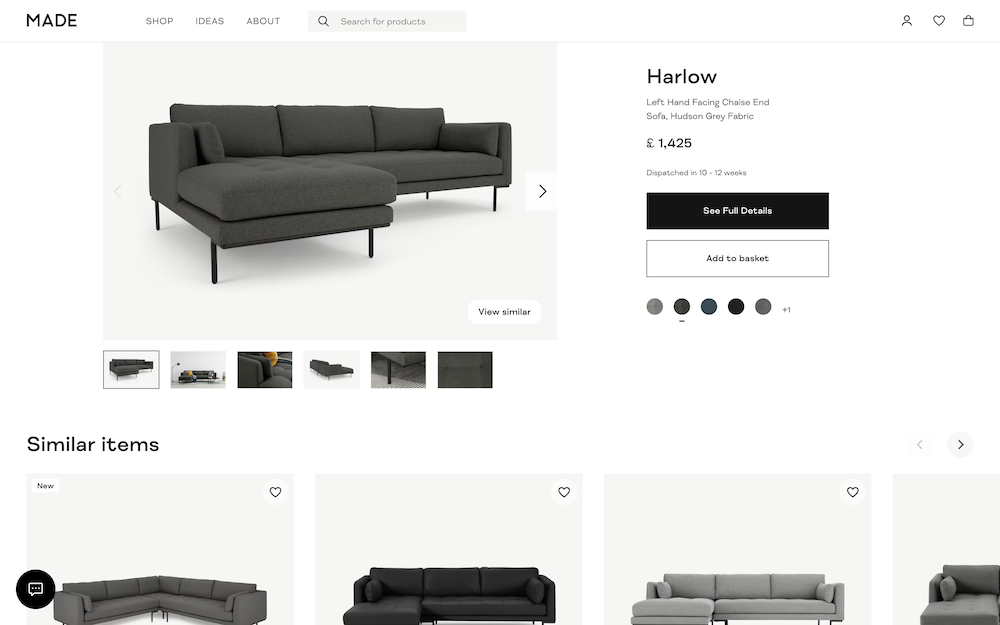 MADE
SHOP IDEAS ABOUT
Search for products
Harlow
Left Hand Facing Chaise End
Sofa, Hudson Grey Fabric
£ 1,425
Dispatched in 10 - 12 weeks
See Full Details
Add to basket
+1
View similar
Similar items
New